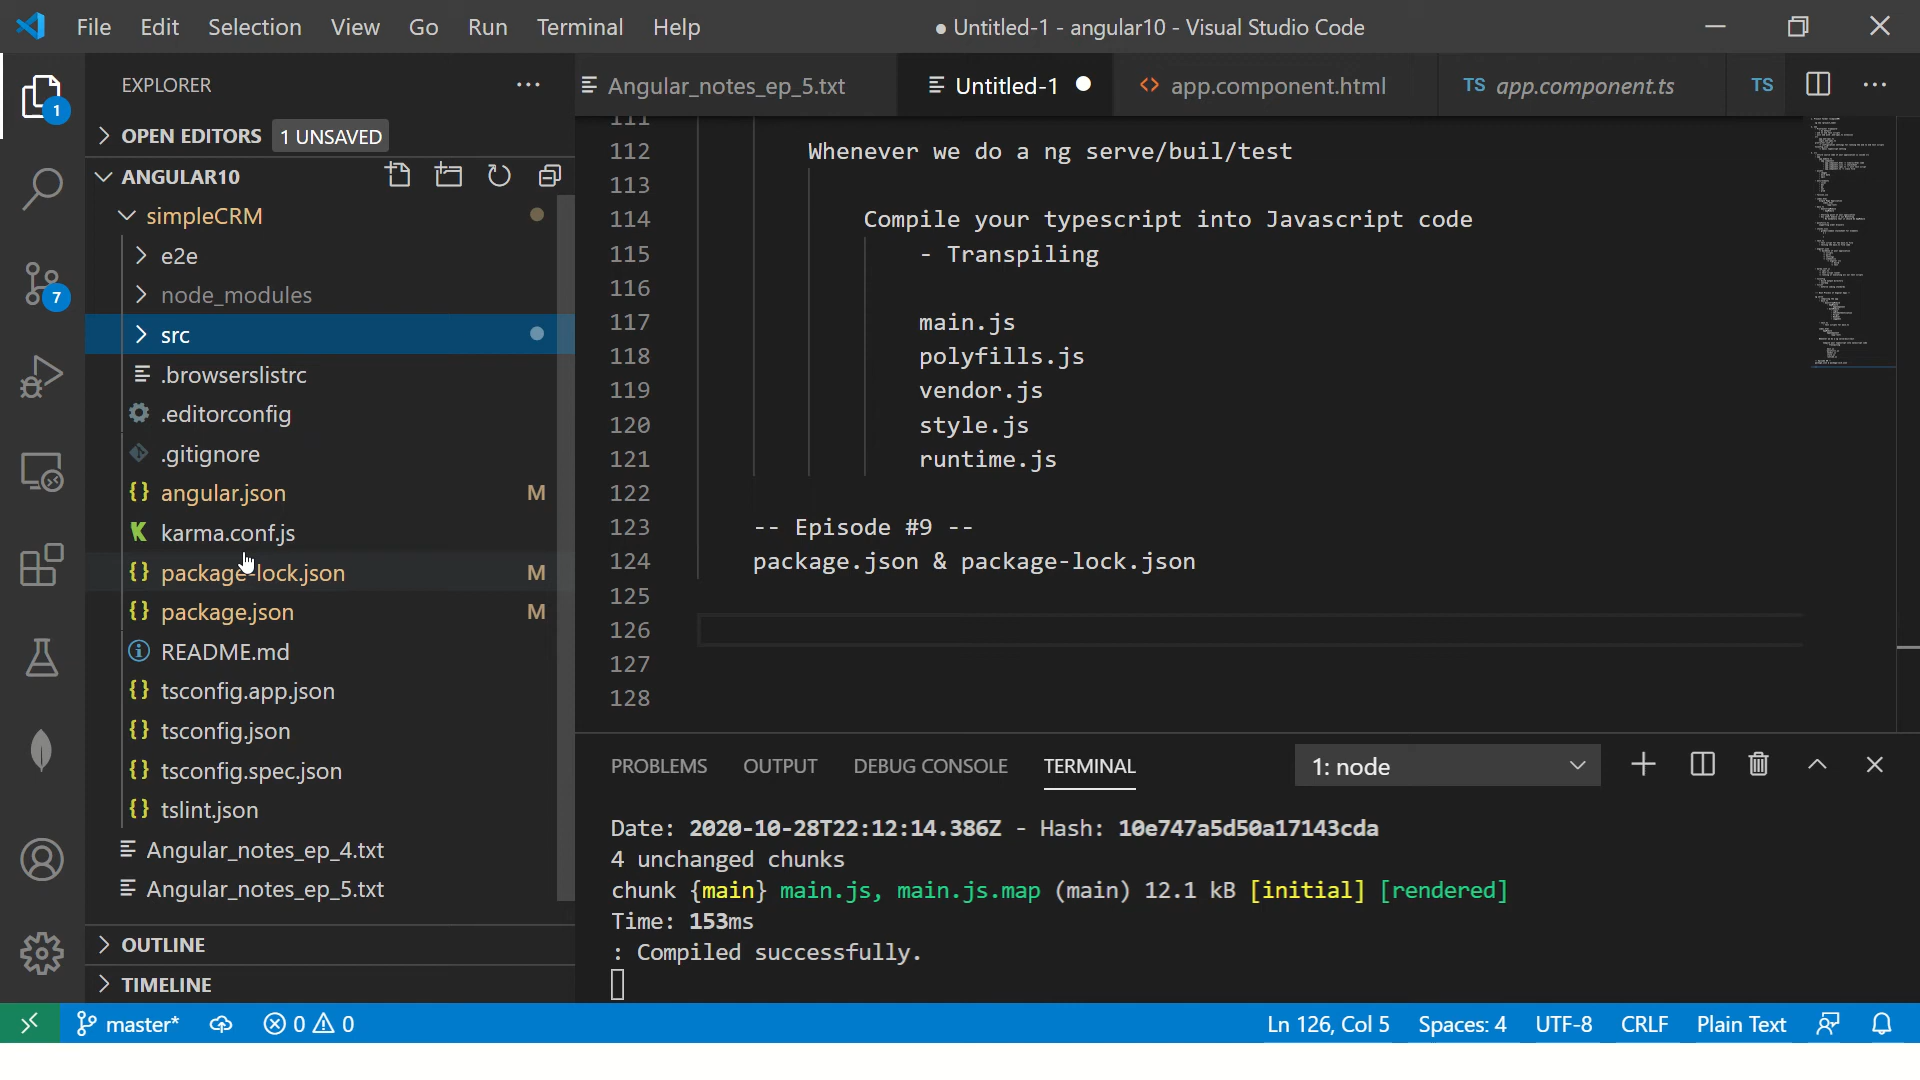 File Edit Selection View Go Run Terminal Help
● Untitled-1 - angular10 - Visual Studio Code
EXPLORER
Angular_notes_ep_5.txt
Untitled-1
app.component.html
TS app.component.ts
TS
1
OPEN EDITORS 1 UNSAVED
ANGULAR10
simpleCRM
e2e
node_modules
src
.browserslistrc
.editorconfig
.gitignore
angular.json M
karma.conf.js
package-lock.json M
package.json M
README.md
tsconfig.app.json
tsconfig.json
tsconfig.spec.json
tslint.json
Angular_notes_ep_4.txt
Angular_notes_ep_5.txt
OUTLINE
TIMELINE
7
111
112 Whenever we do a ng serve/buil/test
113
114 Compile your typescript into Javascript code
115 - Transpiling
116
117 main.js
118 polyfills.js
119 vendor.js
120 style.js
121 runtime.js
122
123 -- Episode #9 --
124 package.json & package-lock.json
125
126
127
128
PROBLEMS OUTPUT DEBUG CONSOLE TERMINAL 1: node
Date: 2020-10-28T22:12:14.386Z - Hash: 10e747a5d50a17143cda
4 unchanged chunks
chunk {main} main.js, main.js.map (main) 12.1 kB [initial] [rendered]
Time: 153ms
: Compiled successfully.
master* 0 0 Ln 126, Col 5 Spaces: 4 UTF-8 CRLF Plain Text